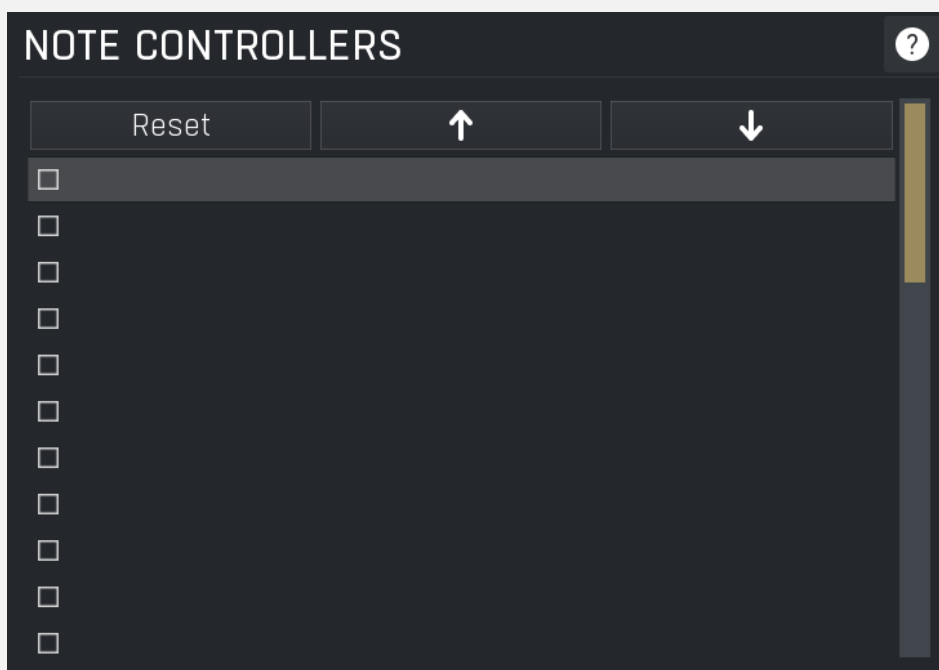 NOTE CONTROLLERS
?
Reset ↑ ↓